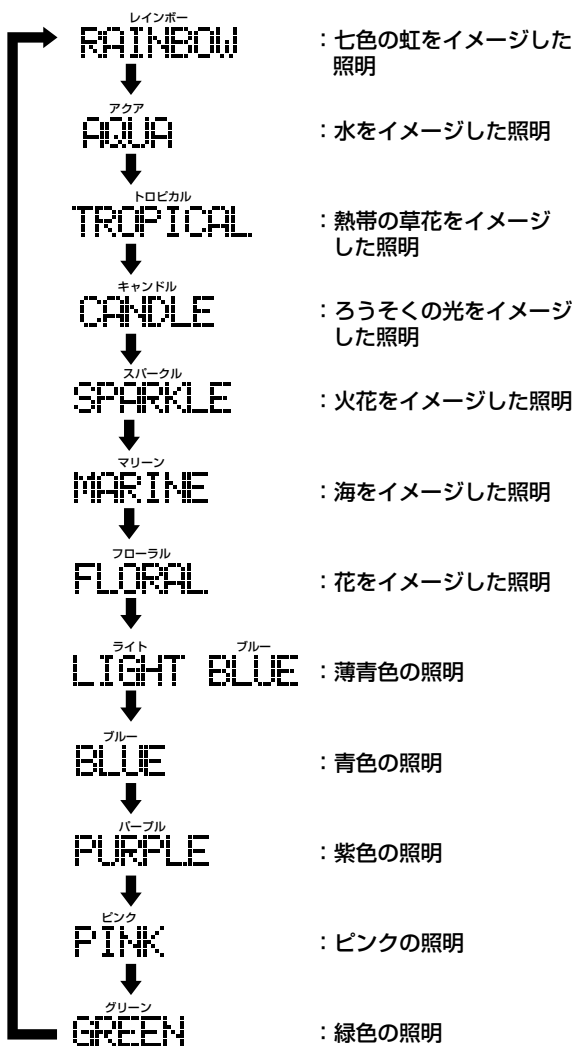 レインボー
RAINBOW ：七色の虹をイメージした
照明
アクア
AQUA ：水をイメージした照明
トロピカル
TROPICAL ：熱帯の草花をイメージ
した照明
キャンドル
CANDLE ：ろうそくの光をイメージ
した照明
スパークル
SPARKLE ：火花をイメージした照明
マリーン
MARINE ：海をイメージした照明
フローラル
FLORAL ：花をイメージした照明
ライト ブルー
LIGHT BLUE ：薄青色の照明
ブルー
BLUE ：青色の照明
パープル
PURPLE ：紫色の照明
ピンク
PINK ：ピンクの照明
グリーン
GREEN ：緑色の照明